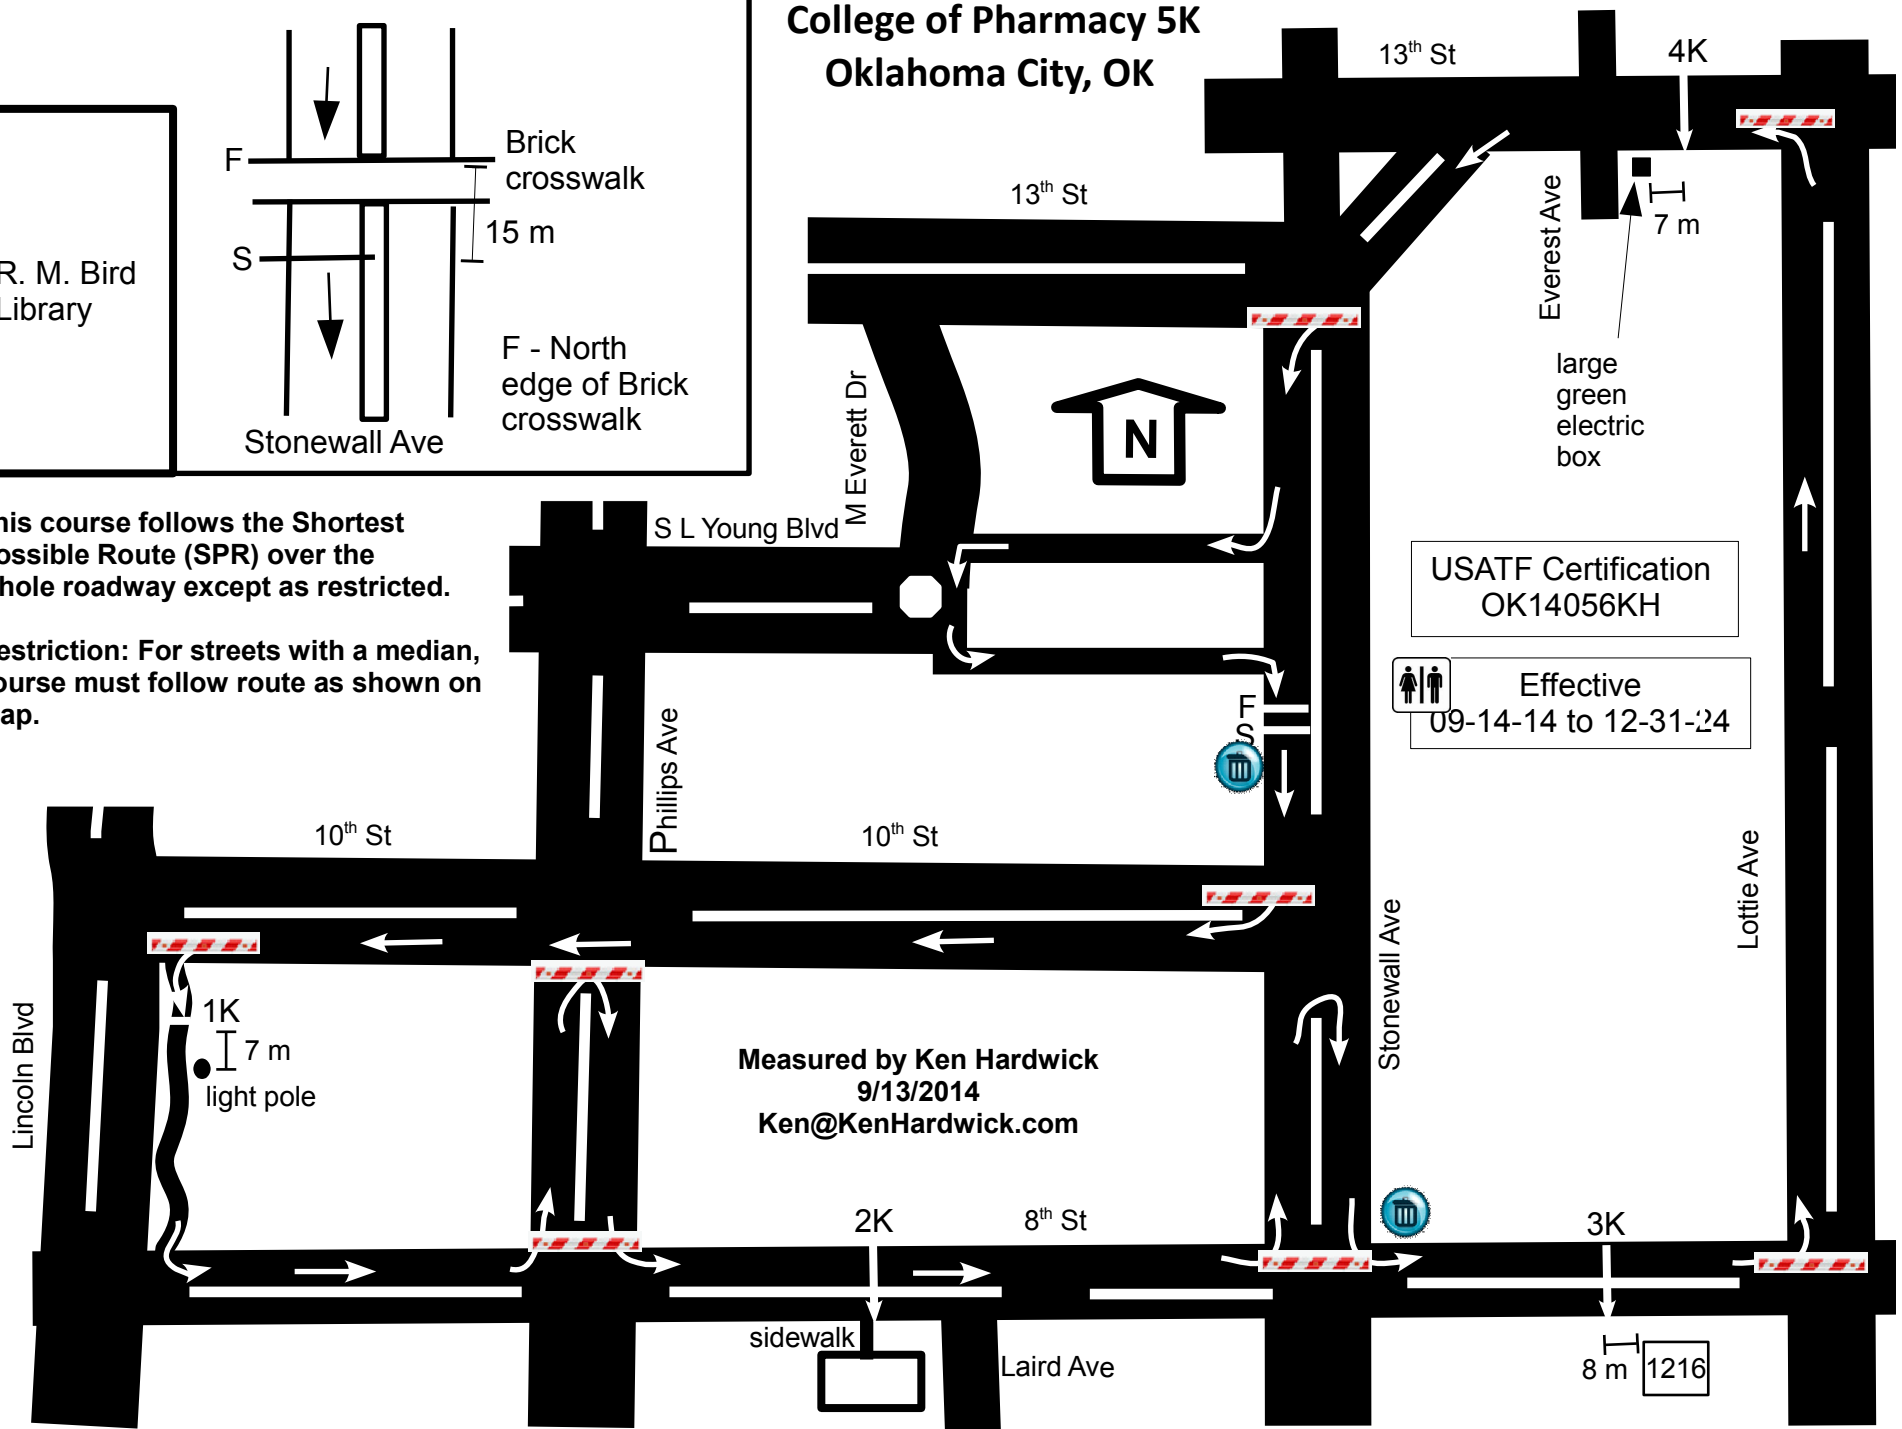 College of Pharmacy 5K
Oklahoma City, OK
13th St
4K
F
Brick
crosswalk
15 m
S
R. M. Bird
Library
F - North
edge of Brick
crosswalk
Stonewall Ave
13th St
Everest Ave
7 m
large
green
electric
box
M Everett Dr
N
his course follows the Shortest
ossible Route (SPR) over the
hole roadway except as restricted.
S L Young Blvd
USATF Certification
OK14056KH
estriction: For streets with a median,
ourse must follow route as shown on
ap.
Effective
09-14-14 to 12-31-24
F
S
Phillips Ave
10th St
10th St
Lottie Ave
Stonewall Ave
Lincoln Blvd
1K
7 m
light pole
Measured by Ken Hardwick
9/13/2014
Ken@KenHardwick.com
2K
8th St
3K
sidewalk
Laird Ave
8 m
1216